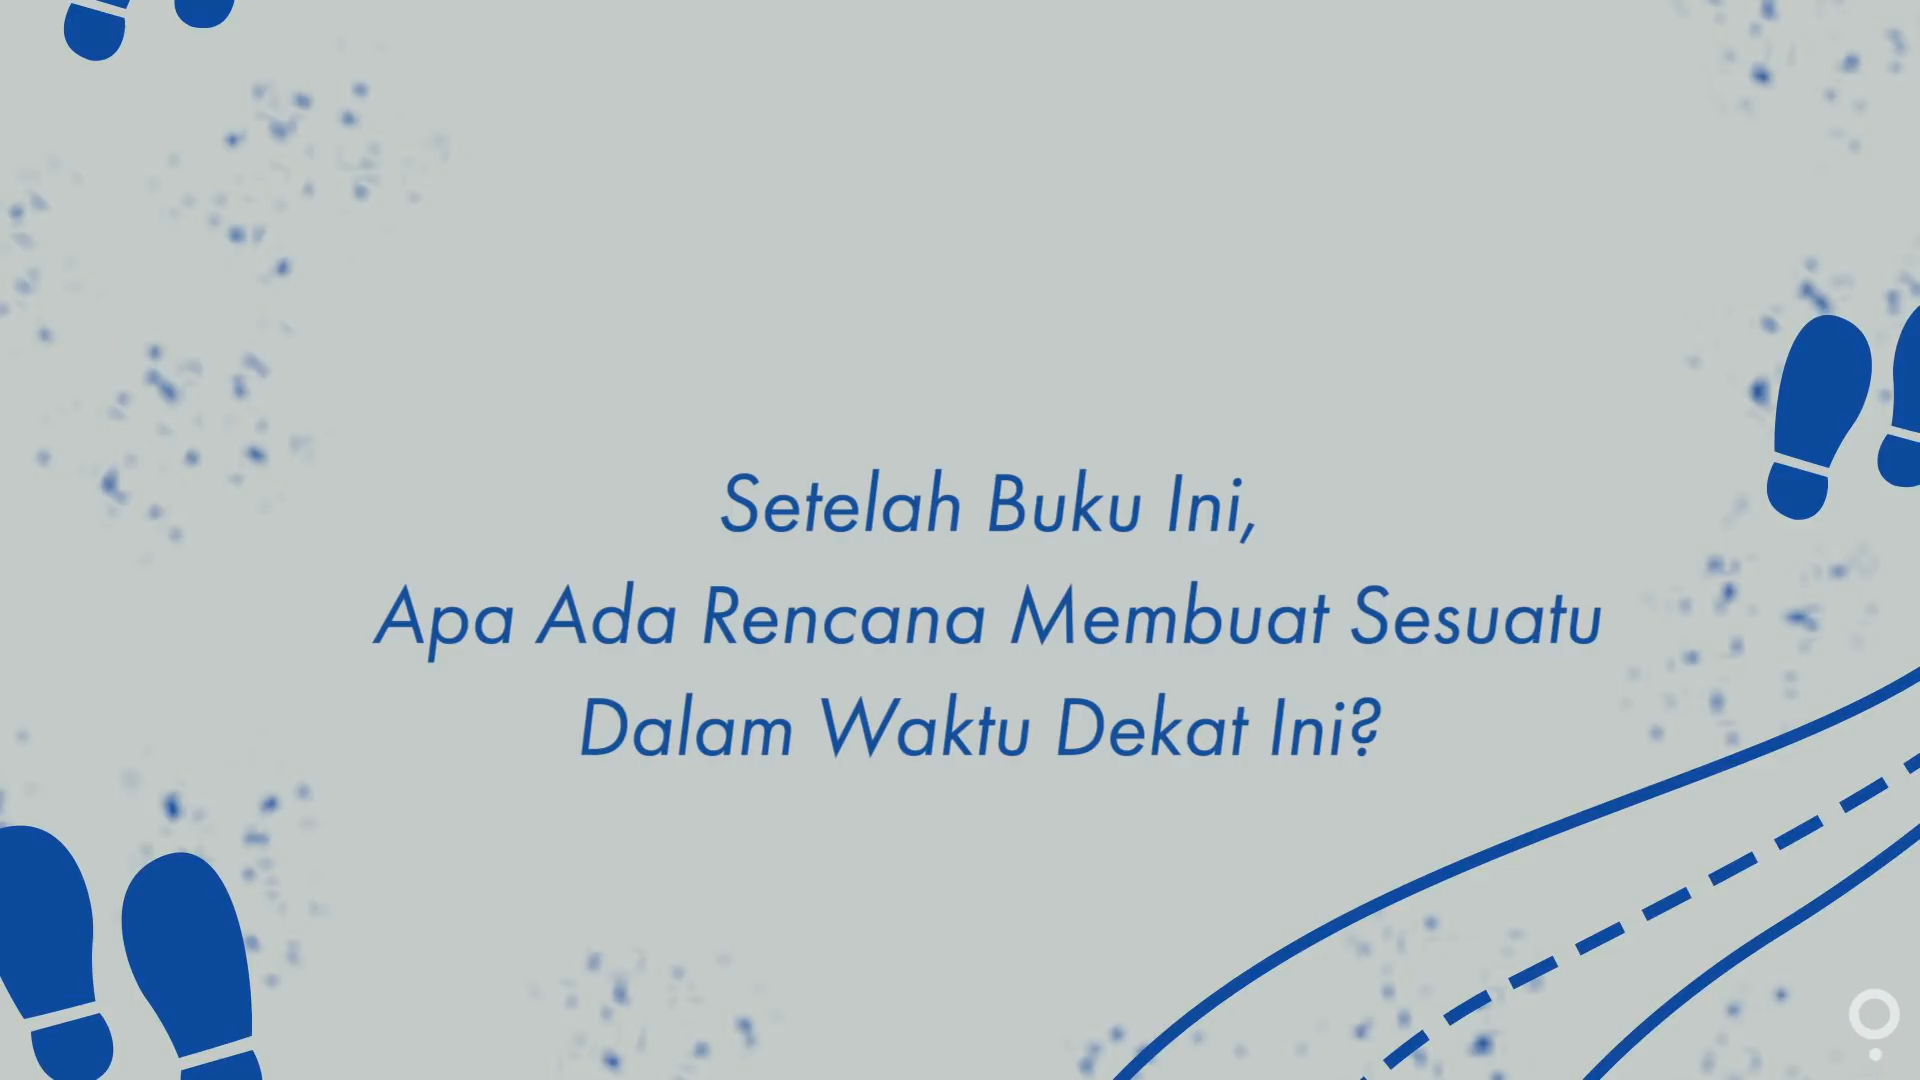 Setelah Buku Ini,
Apa Ada Rencana Membuat Sesuatu
Dalam Waktu Dekat Ini?